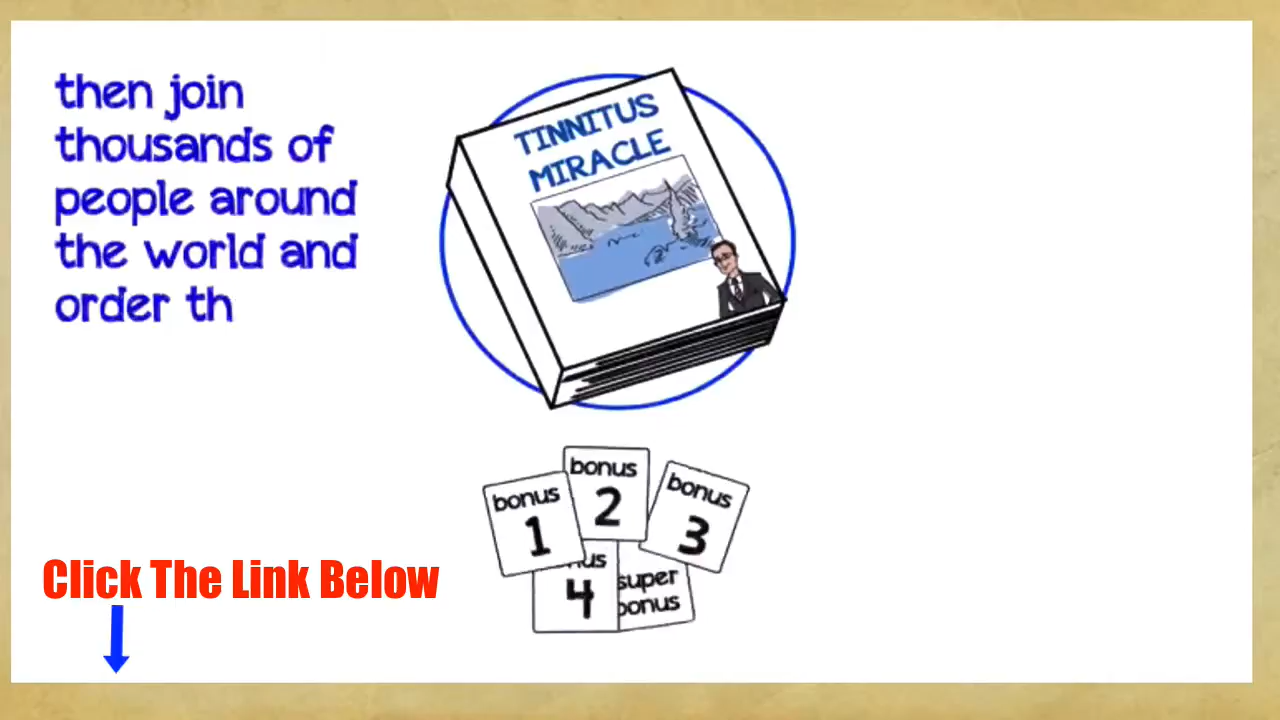 then join
thousands of
people around
the world and
order th
TINNITUS
MIRACLE
bonus
2
bonus
1
bonus
3
nus
4
super
bonus
Click The Link Below